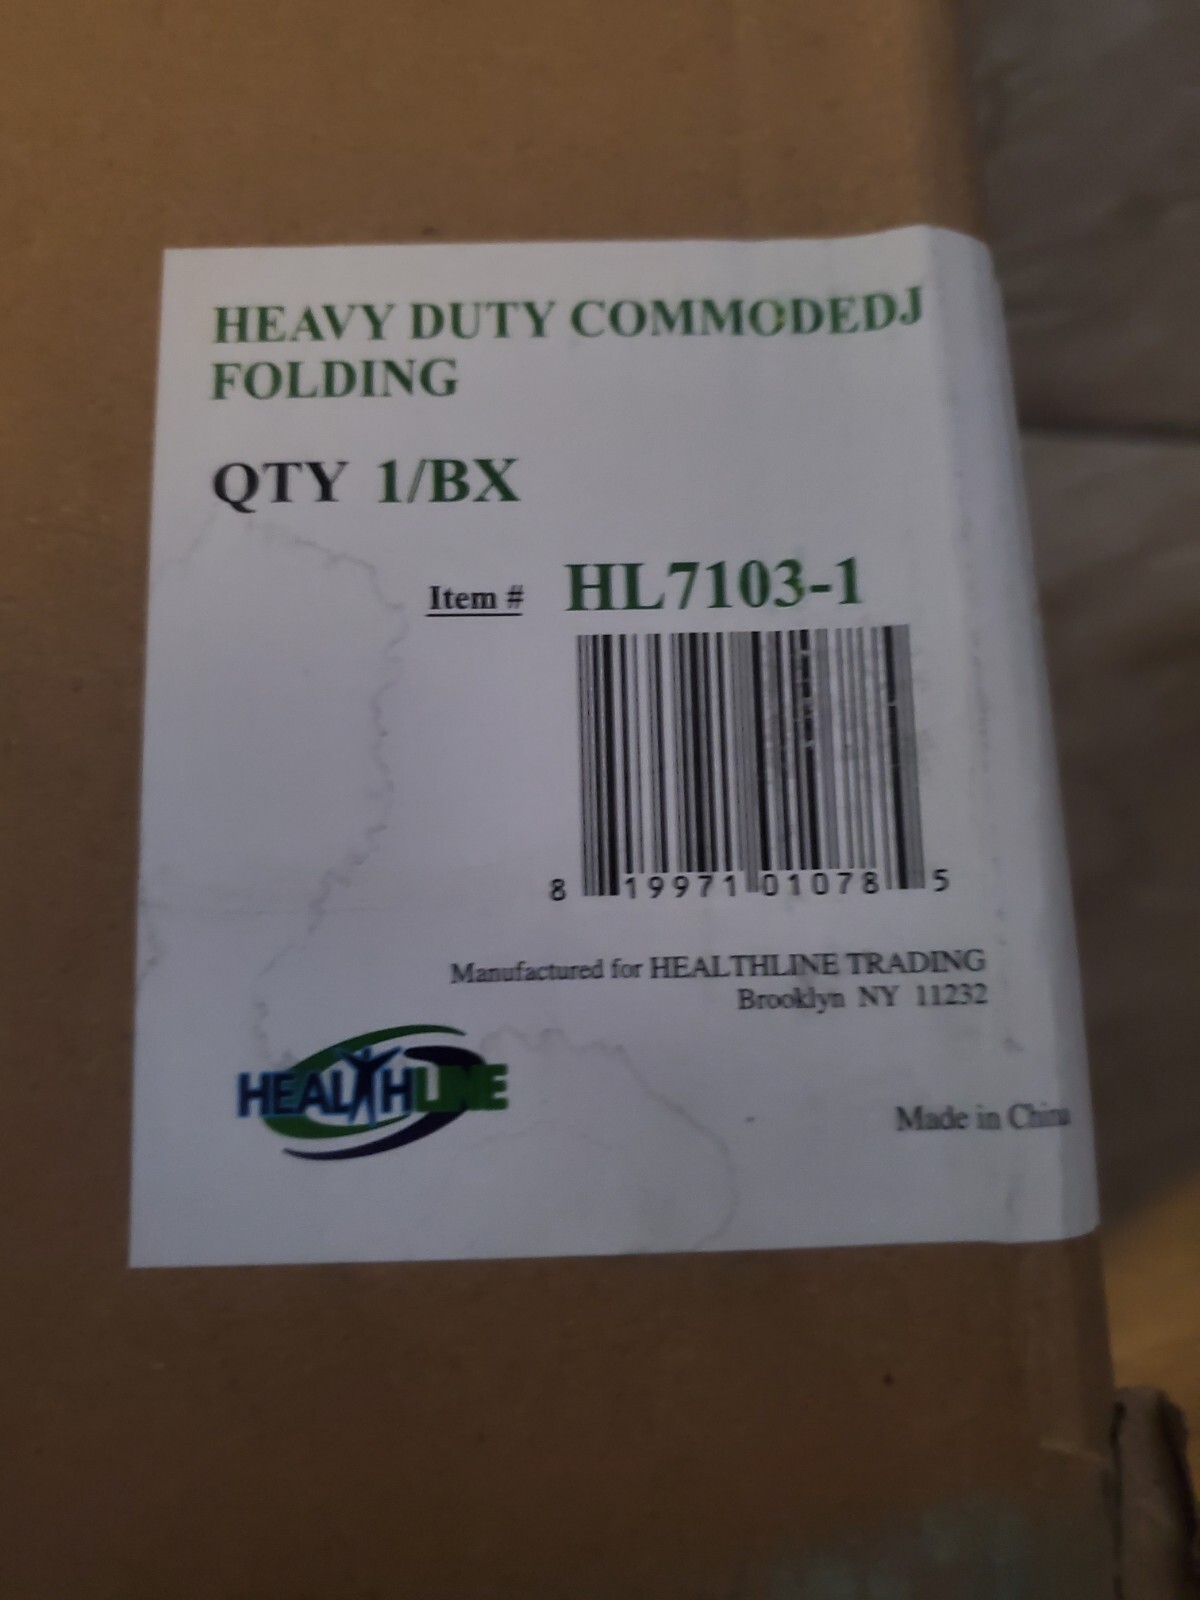 HEAVY DUTY COMMODEDJ
FOLDING
QTY 1/BX
Item # HL7103-1
8 19971 01078 5
Manufactured for HEALTHLINE TRADING
Brooklyn NY 11232
HEALTHLINE
Made in China